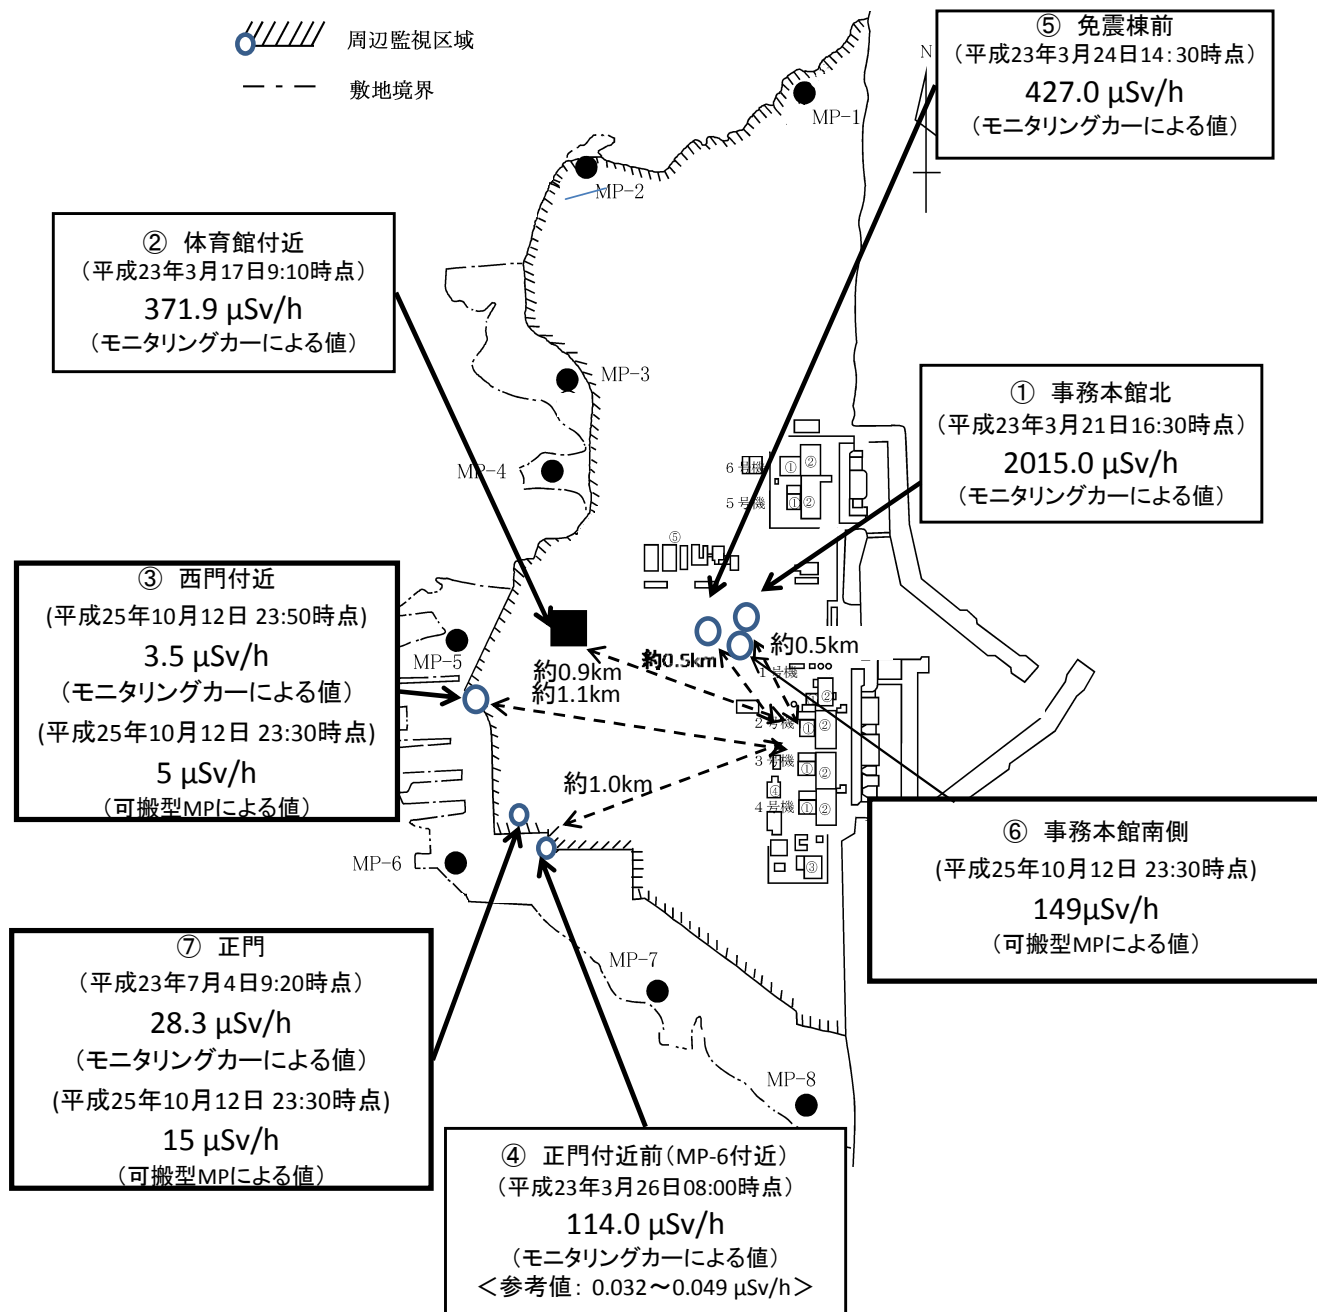 周辺監視区域
敷地境界
⑤ 免震棟前
（平成23年3月24日14:30時点）
427.0 μSv/h
（モニタリングカーによる値）
N
MP-1
MP-2
② 体育館付近
（平成23年3月17日9:10時点）
371.9 μSv/h
（モニタリングカーによる値）
MP-3
① 事務本館北
（平成23年3月21日16:30時点）
2015.0 μSv/h
（モニタリングカーによる値）
MP-4
6号機
①
②
5号機
①
②
⑤
③ 西門付近
(平成25年10月12日 23:50時点)
3.5 μSv/h
（モニタリングカーによる値）
(平成25年10月12日 23:30時点)
5 μSv/h
（可搬型MPによる値）
MP-5
約0.9km
約1.1km
約0.5km
約0.5km
1号機
②
2号機
①
②
3号機
①
②
約1.0km
④
4号機
①
②
③
MP-6
⑥ 事務本館南側
(平成25年10月12日 23:30時点)
149μSv/h
（可搬型MPによる値）
⑦ 正門
（平成23年7月4日9:20時点）
28.3 μSv/h
（モニタリングカーによる値）
(平成25年10月12日 23:30時点)
15 μSv/h
（可搬型MPによる値）
MP-7
MP-8
④ 正門付近前（MP-6付近）
（平成23年3月26日08:00時点）
114.0 μSv/h
（モニタリングカーによる値）
＜参考値： 0.032～0.049 μSv/h＞